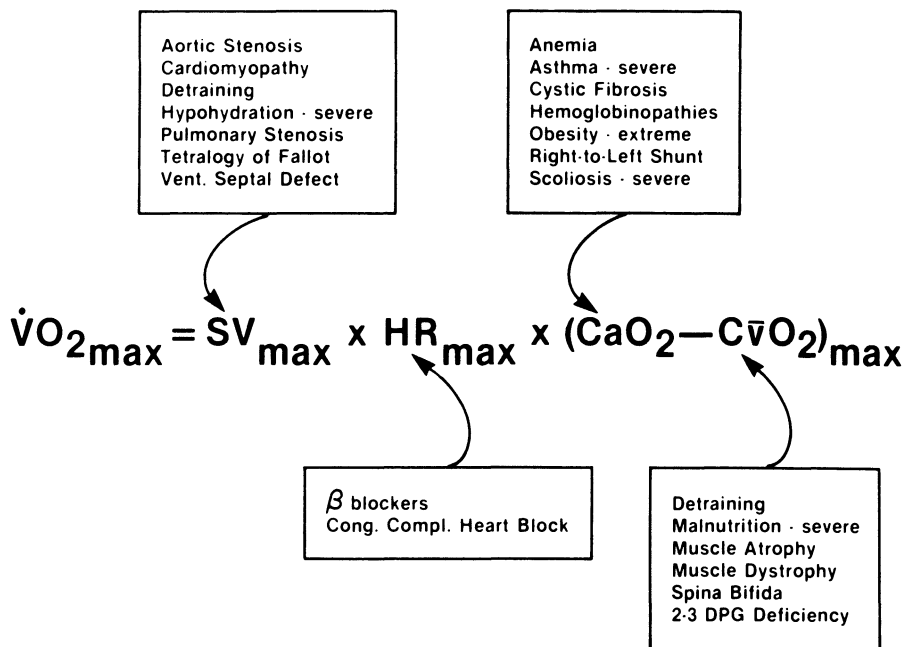 Aortic Stenosis
Cardiomyopathy
Detraining
Hypohydration · severe
Pulmonary Stenosis
Tetralogy of Fallot
Vent. Septal Defect
Anemia
Asthma · severe
Cystic Fibrosis
Hemoglobinopathies
Obesity · extreme
Right-to-Left Shunt
Scoliosis · severe
V̇O2max = SVmax x HRmax x (CaO2—Cv̄O2)max
β blockers
Cong. Compl. Heart Block
Detraining
Malnutrition · severe
Muscle Atrophy
Muscle Dystrophy
Spina Bifida
2-3 DPG Deficiency